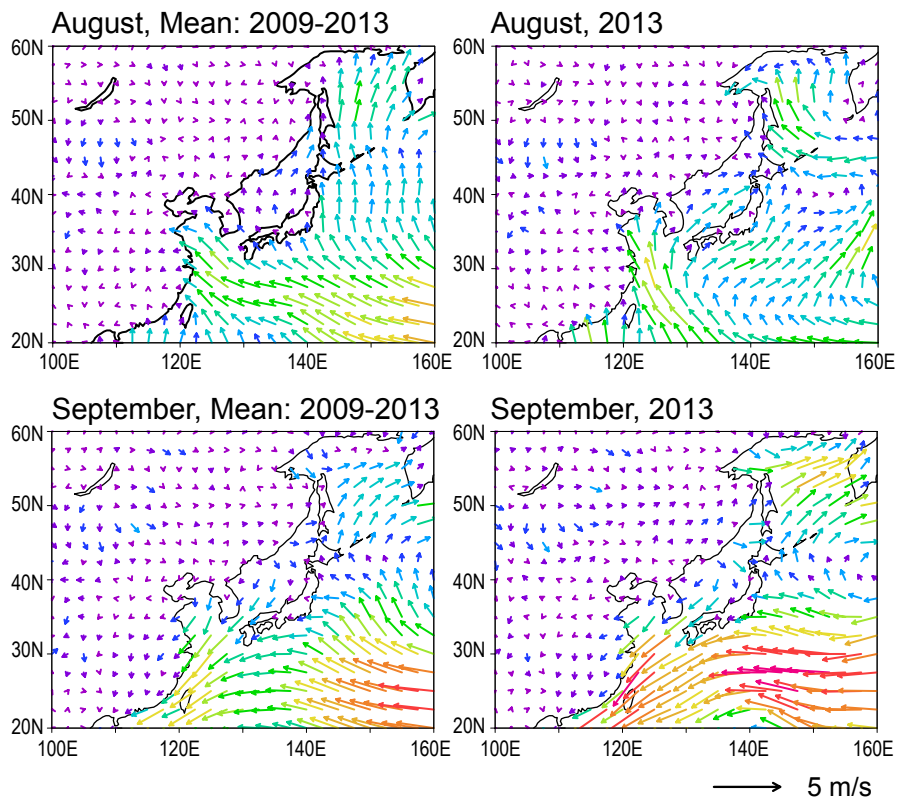 August, Mean: 2009-2013
August, 2013
60N
50N
40N
30N
20N
100E 120E 140E 160E
60N
50N
40N
30N
20N
100E 120E 140E 160E
September, Mean: 2009-2013
September, 2013
60N
50N
40N
30N
20N
100E 120E 140E 160E
60N
50N
40N
30N
20N
100E 120E 140E 160E
5 m/s